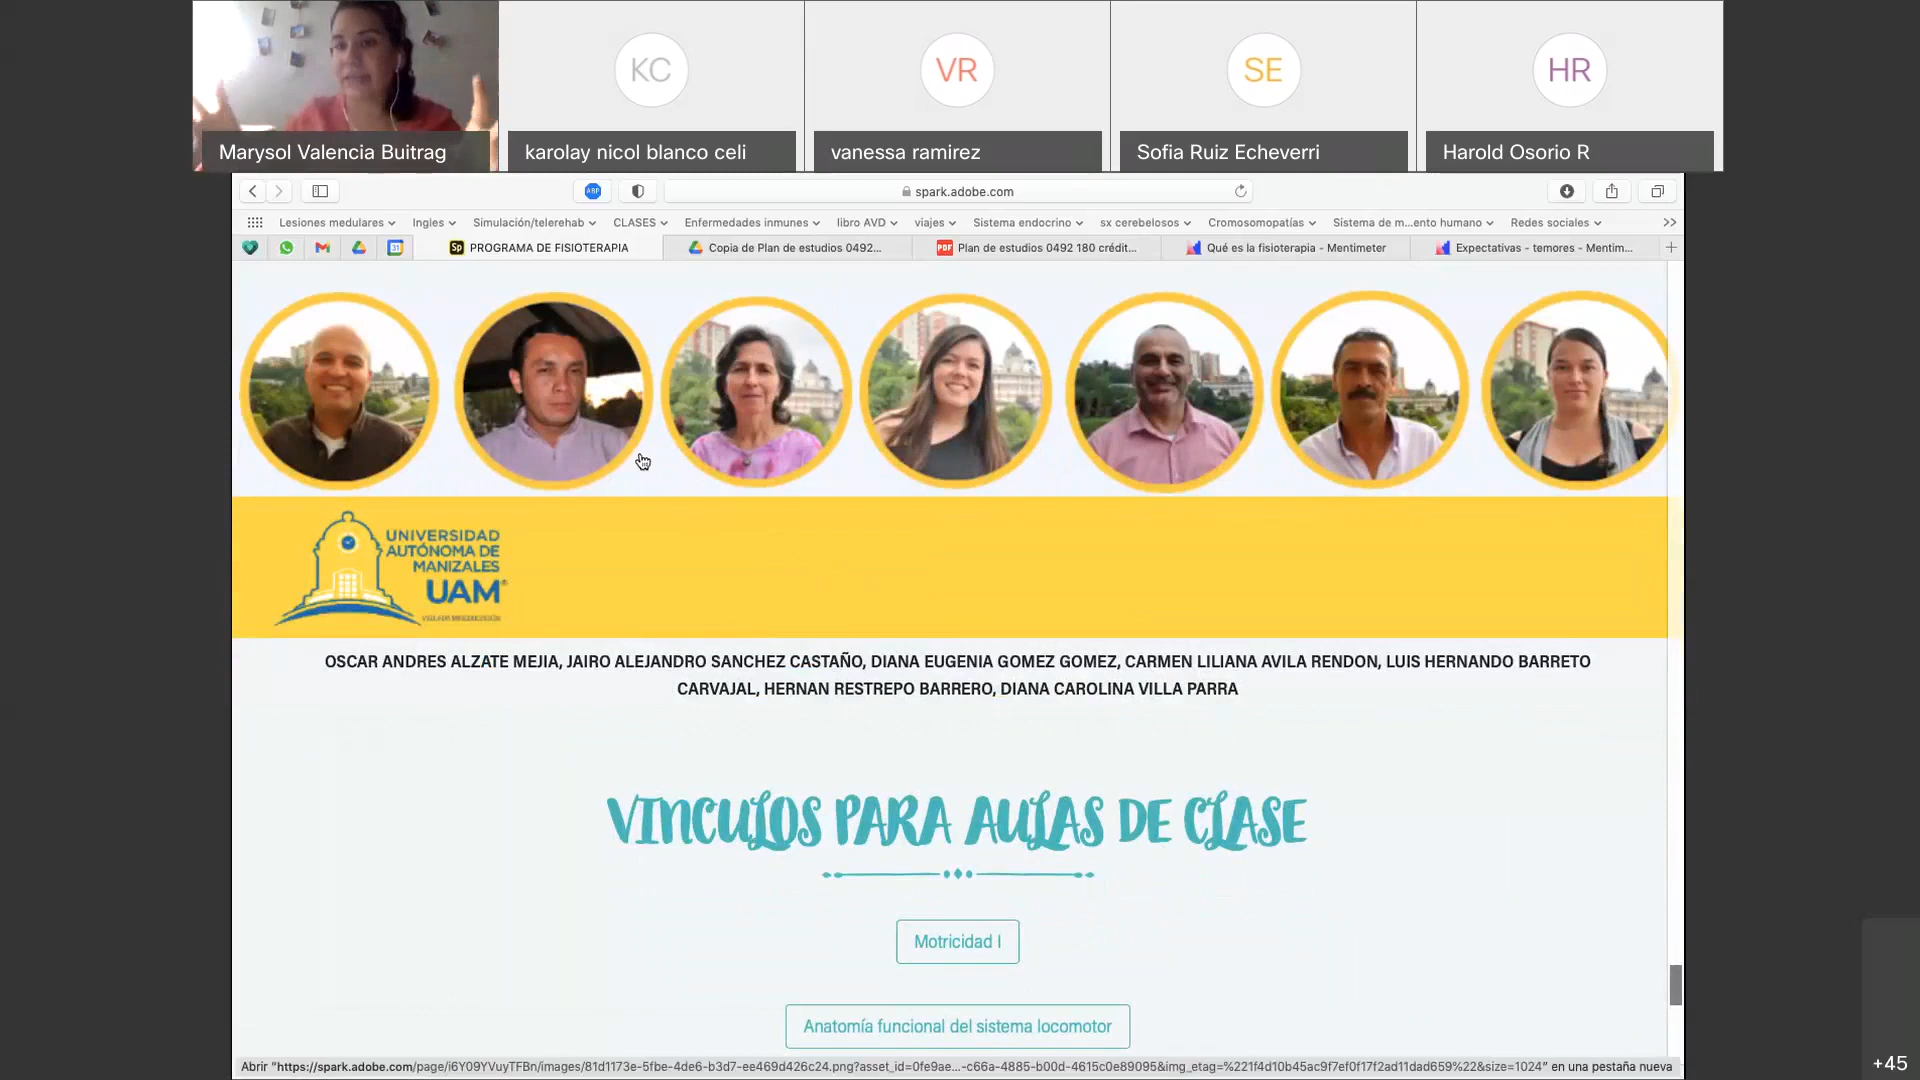 KC
VR
SE
HR
Marysol Valencia Buitrag
karolay nicol blanco celi
vanessa ramirez
Sofia Ruiz Echeverri
Harold Osorio R
ABP
spark.adobe.com
Lesiones medulares
Ingles
Simulación/telerehab
CLASES
Enfermedades inmunes
libro AVD
viajes
Sistema endocrino
sx cerebelosos
Cromosomopatías
Sistema de m...ento humano
Redes sociales
>>
31
Sp PROGRAMA DE FISIOTERAPIA
Copia de Plan de estudios 0492...
PDF Plan de estudios 0492 180 crédit...
Qué es la fisioterapia - Mentimeter
Expectativas - temores - Mentim...
+
UNIVERSIDAD
AUTÓNOMA DE
MANIZALES
UAM®
OSCAR ANDRES ALZATE MEJIA, JAIRO ALEJANDRO SANCHEZ CASTAÑO, DIANA EUGENIA GOMEZ GOMEZ, CARMEN LILIANA AVILA RENDON, LUIS HERNANDO BARRETO
CARVAJAL, HERNAN RESTREPO BARRERO, DIANA CAROLINA VILLA PARRA
VINCULOS PARA AULAS DE CLASE
Motricidad I
Anatomía funcional del sistema locomotor
Abrir "https://spark.adobe.com/page/i6Y09YVuyTFBn/images/81d1173e-5fbe-4de6-b3d7-ee469d426c24.png?asset_id=0fe9ae...-c66a-4885-b00d-4615c0e89095&img_etag=%221f4d10b45ac9f7ef0f17f2ad11dad659%22&size=1024" en una pestaña nueva
+45